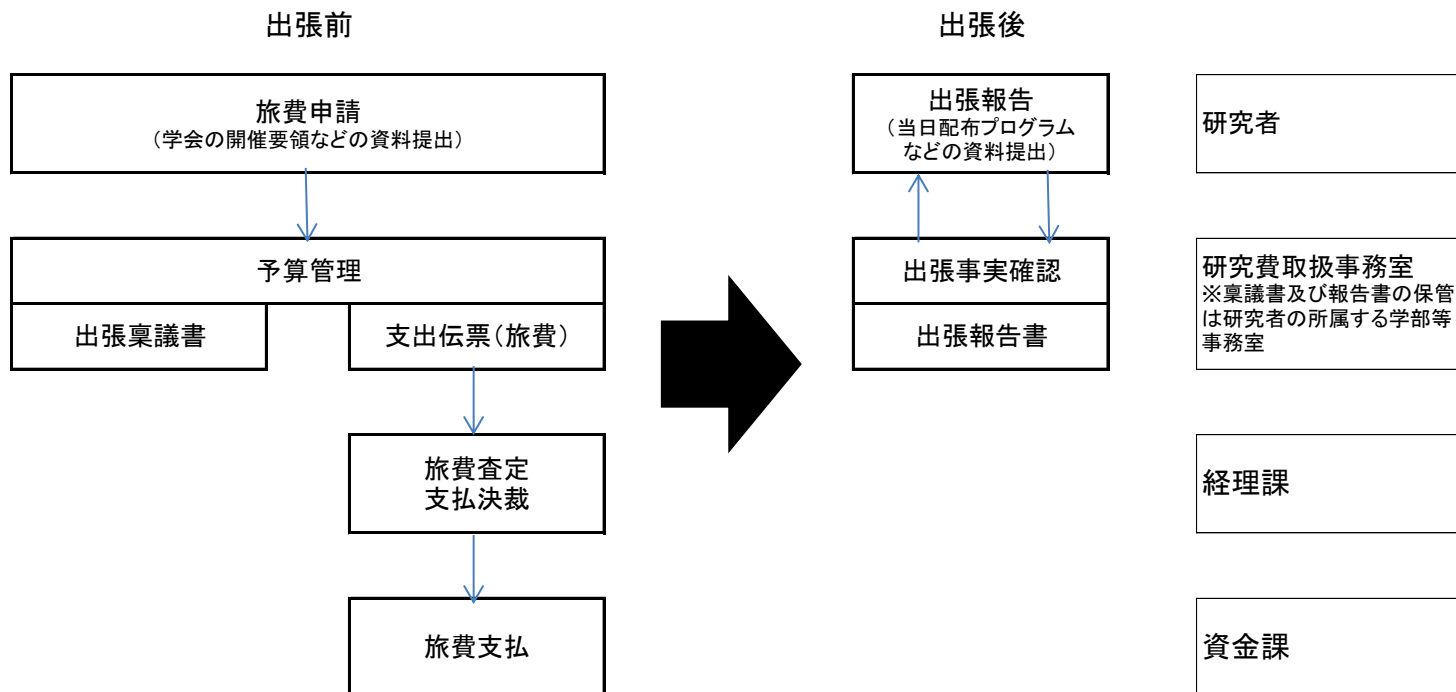 出張前
出張後
旅費申請
（学会の開催要領などの資料提出）
出張報告
（当日配布プログラム
などの資料提出）
研究者
予算管理
出張稟議書
支出伝票（旅費）
出張事実確認
出張報告書
研究費取扱事務室
※稟議書及び報告書の保管
は研究者の所属する学部等
事務室
旅費査定
支払決裁
経理課
旅費支払
資金課